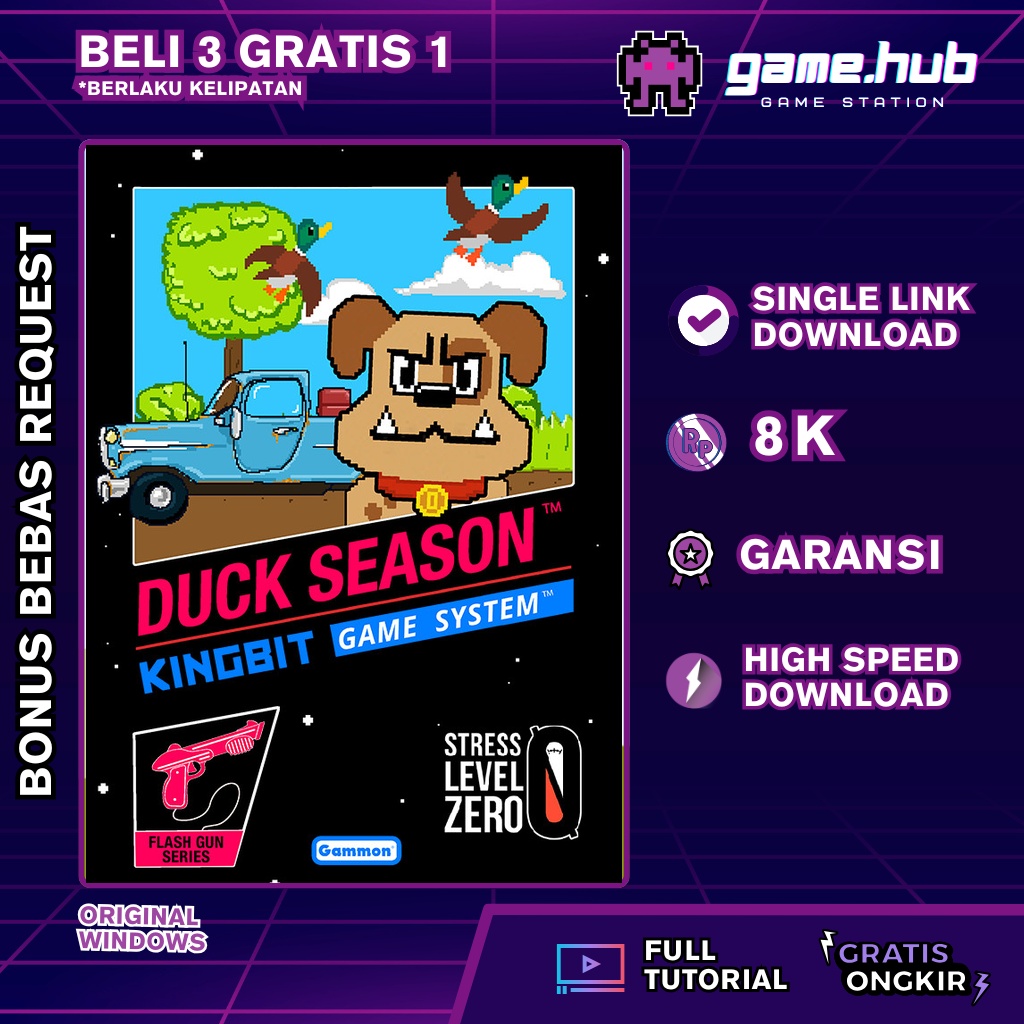 BELI 3 GRATIS 1
*BERLAKU KELIPATAN
game.hub
GAME STATION
BONUS BEBAS REQUEST
DUCK SEASON™
KINGBIT GAME SYSTEM™
STRESS
LEVEL
ZERO
FLASH GUN
SERIES
Gammon
SINGLE LINK
DOWNLOAD
RP
8K
GARANSI
HIGH SPEED
DOWNLOAD
ORIGINAL
WINDOWS
FULL
TUTORIAL
GRATIS
ONGKIR